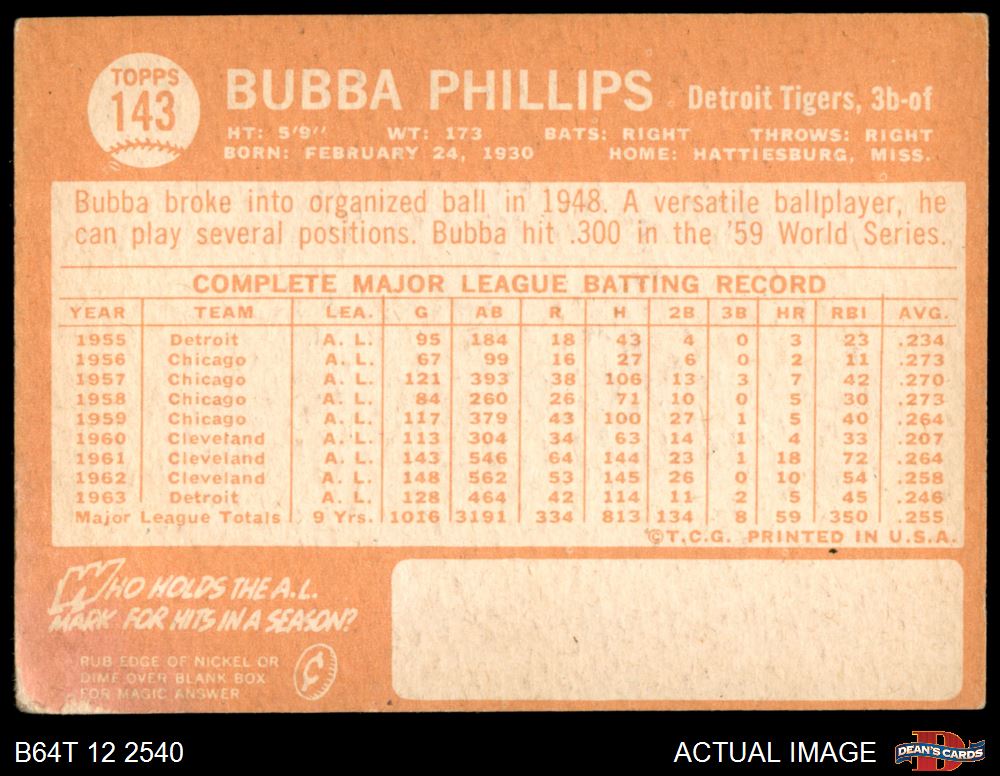 TOPPS
143
BUBBA PHILLIPS Detroit Tigers, 3b-of
HT: 5'9" WT: 173 BATS: RIGHT THROWS: RIGHT
BORN: FEBRUARY 24, 1930 HOME: HATTIESBURG, MISS.
Bubba broke into organized ball in 1948. A versatile ballplayer, he
can play several positions. Bubba hit .300 in the '59 World Series.
COMPLETE MAJOR LEAGUE BATTING RECORD
YEAR TEAM LEA. G AB R H 2B 3B HR RBI AVG.
1955 Detroit A. L. 95 184 18 43 4 0 3 23 .234
1956 Chicago A. L. 67 99 16 27 6 0 2 11 .273
1957 Chicago A. L. 121 393 38 106 13 3 7 42 .270
1958 Chicago A. L. 84 260 26 71 10 0 5 30 .273
1959 Chicago A. L. 117 379 43 100 27 1 5 40 .264
1960 Cleveland A. L. 113 304 34 63 14 1 4 33 .207
1961 Cleveland A. L. 143 546 64 144 23 1 18 72 .264
1962 Cleveland A. L. 148 562 53 145 26 0 10 54 .258
1963 Detroit A. L. 128 464 42 114 11 2 5 45 .246
Major League Totals 9 Yrs. 1016 3191 334 813 134 8 59 350 .255
©T.C.G. PRINTED IN U.S.A.
WHO HOLDS THE A.L.
MARK FOR HITS IN A SEASON?
RUB EDGE OF NICKEL OR
DIME OVER BLANK BOX
FOR MAGIC ANSWER
¢
B64T 12 2540 ACTUAL IMAGE DEAN'S CARDS